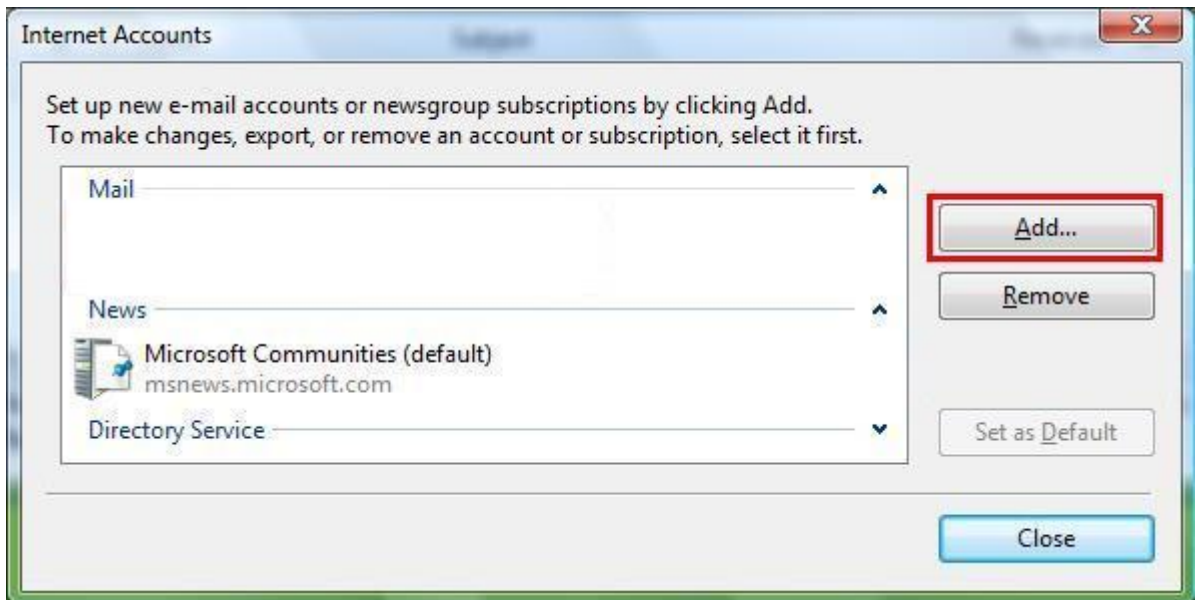 Internet Accounts
Set up new e-mail accounts or newsgroup subscriptions by clicking Add.
To make changes, export, or remove an account or subscription, select it first.
Mail
Add...
Remove
News
Microsoft Communities (default)
msnews.microsoft.com
Directory Service
Set as Default
Close